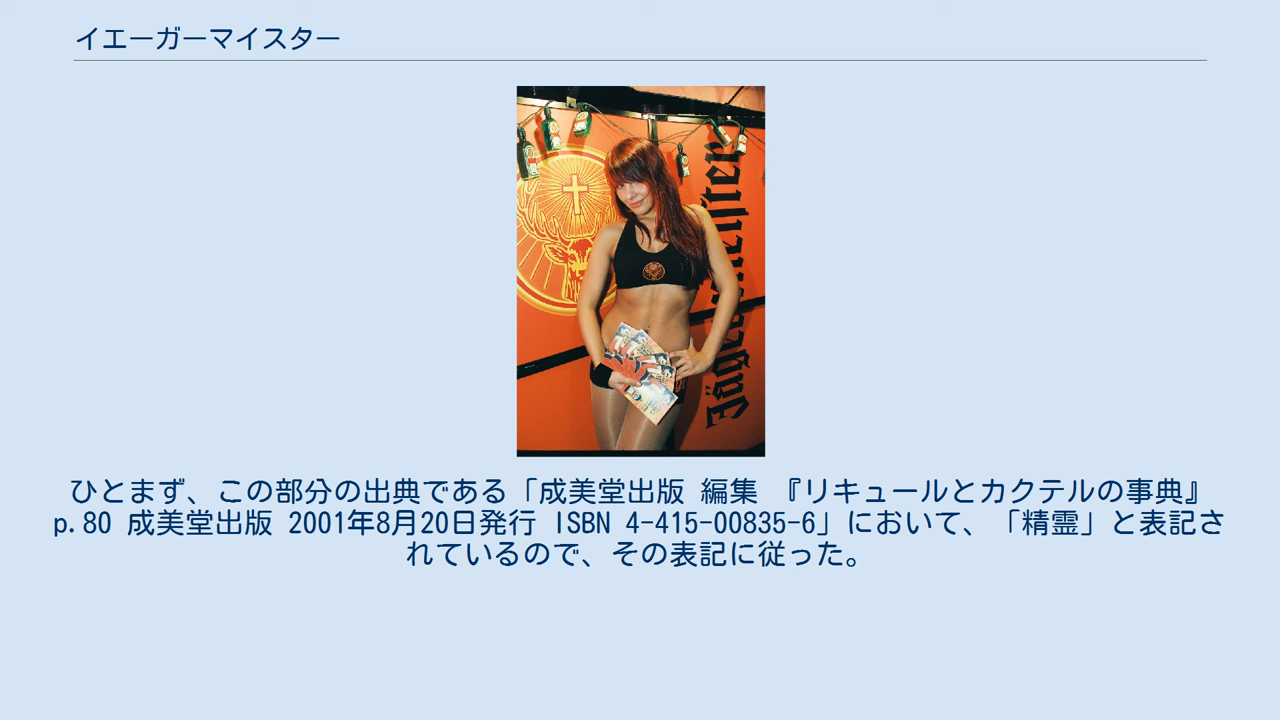 イエーガーマイスター
Jägermeister
ひとまず、この部分の出典である「成美堂出版 編集 『リキュールとカクテルの事典』
p.80 成美堂出版 2001年8月20日発行 ISBN 4-415-00835-6」において、「精霊」と表記さ
れているので、その表記に従った。